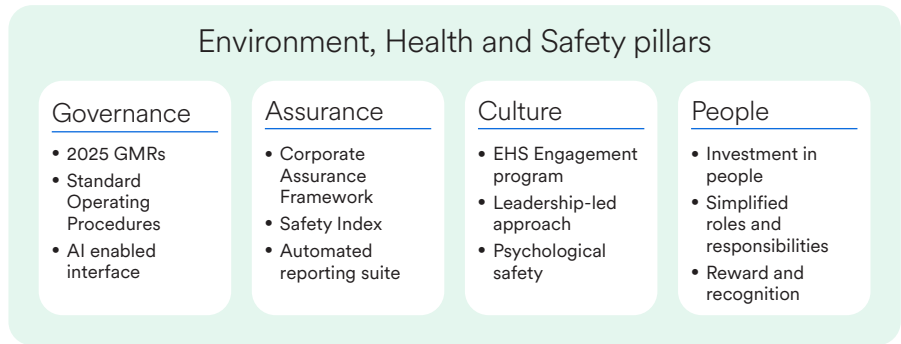 Environment, Health and Safety pillars
Governance
• 2025 GMRs
• Standard
Operating
Procedures
• AI enabled
interface
Assurance
• Corporate
Assurance
Framework
• Safety Index
• Automated
reporting suite
Culture
• EHS Engagement
program
• Leadership-led
approach
• Psychological
safety
People
• Investment in
people
• Simplified
roles and
responsibilities
• Reward and
recognition